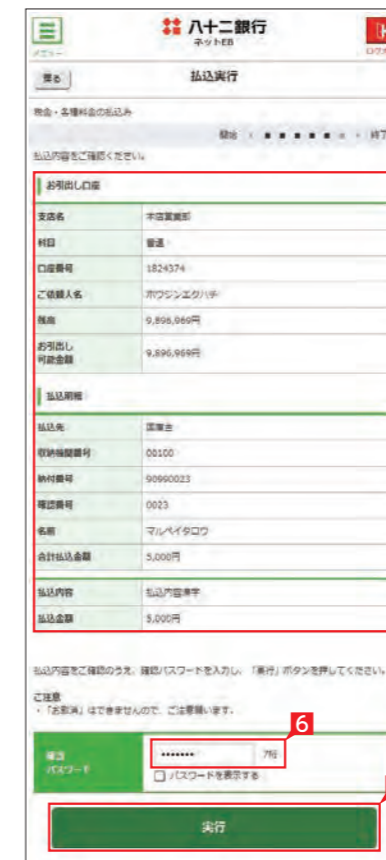 八十二銀行
ネットEB
メニュー
戻る
払込実行
税金・各種料金の払込み
開始
払込内容をご確認ください。
お引出し口座
支店名 本店営業部
科目 普通
口座番号 1824374
ご依頼人名 ホウジンエクハチ
残高 9,896,969円
お引出し
可能金額 9,896,969円
払込明細
払込先 国庫金
収納機関番号 00100
納付番号 90990023
確認番号 0023
名前 マルペイタロウ
合計払込金額 5,000円
払込内容 払込内容漢字
払込金額 5,000円
払込内容をご確認のうえ、確認パスワードを入力し、「実行」ボタンを押してください。
ご注意
・「お取消」はできませんので、ご注意願います。
6
確認
パスワード
••••••• 7桁
パスワードを表示する
実行